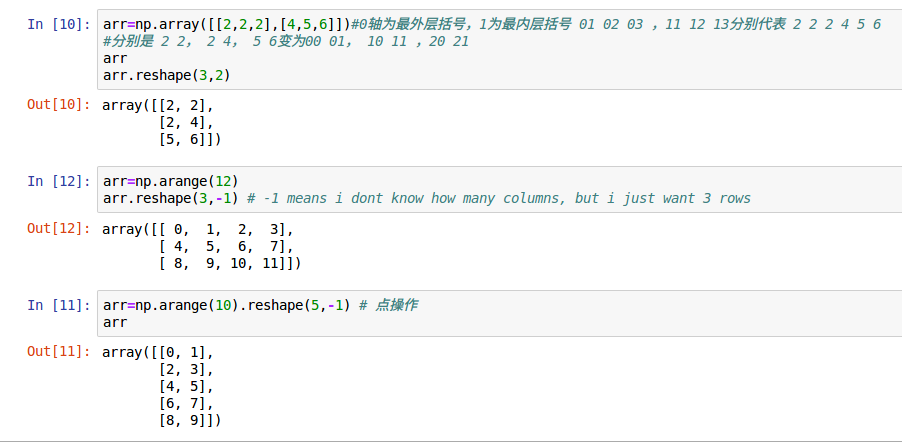 In [10]: arr=np.array([[2,2,2],[4,5,6]])#0轴为最外层括号，1为最内层括号 01 02 03 ，11 12 13分别代表 2 2 2 4 5 6
#分别是 2 2， 2 4， 5 6变为00 01， 10 11 ，20 21
arr
arr.reshape(3,2)
Out[10]: array([[2, 2],
[2, 4],
[5, 6]])
In [12]: arr=np.arange(12)
arr.reshape(3,-1) # -1 means i dont know how many columns, but i just want 3 rows
Out[12]: array([[ 0,  1,  2,  3],
[ 4,  5,  6,  7],
[ 8,  9, 10, 11]])
In [11]: arr=np.arange(10).reshape(5,-1) # 点操作
arr
Out[11]: array([[0, 1],
[2, 3],
[4, 5],
[6, 7],
[8, 9]])